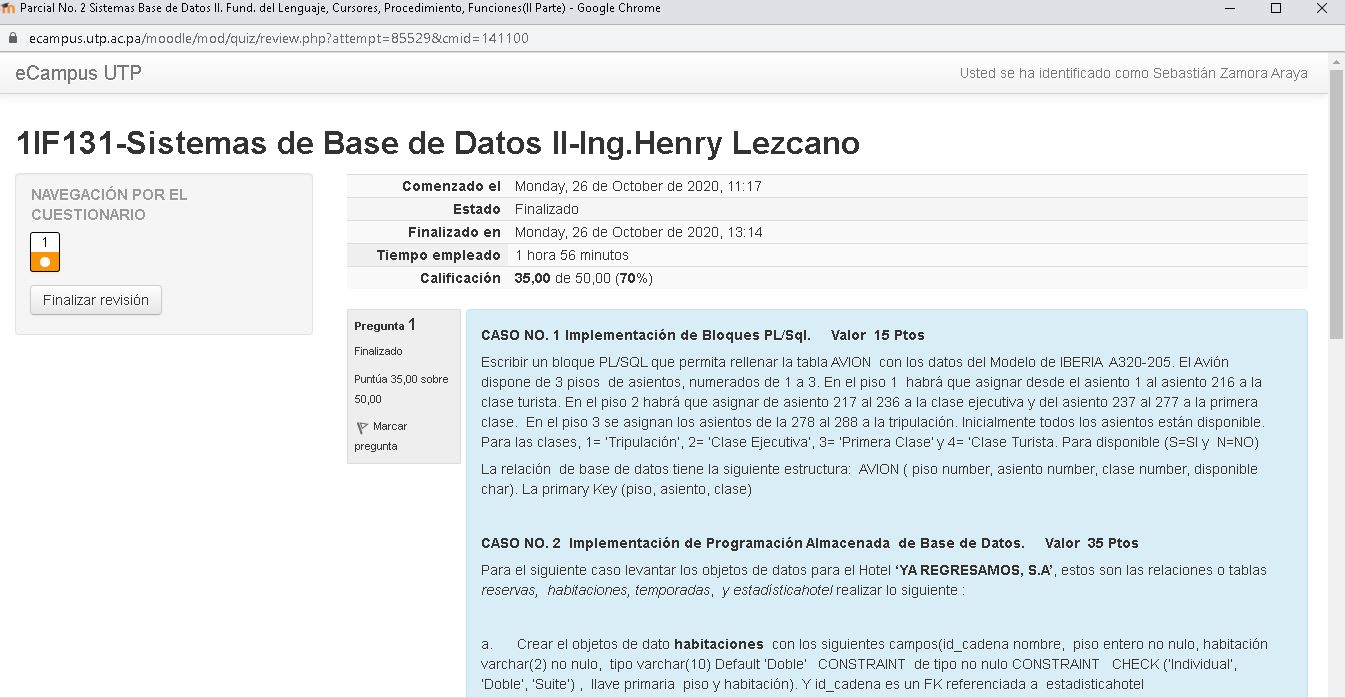 Parcial No. 2 Sistemas Base de Datos II. Fund. del Lenguaje, Cursores, Procedimiento, Funciones(II Parte) - Google Chrome
ecampus.utp.ac.pa/moodle/mod/quiz/review.php?attempt=85529&cmid=141100
eCampus UTP
Usted se ha identificado como Sebastián Zamora Araya
1IF131-Sistemas de Base de Datos II-Ing.Henry Lezcano
NAVEGACIÓN POR EL
CUESTIONARIO
1
Finalizar revisión
Comenzado el Monday, 26 de October de 2020, 11:17
Estado Finalizado
Finalizado en Monday, 26 de October de 2020, 13:14
Tiempo empleado 1 hora 56 minutos
Calificación 35,00 de 50,00 (70%)
Pregunta 1
Finalizado
Puntúa 35,00 sobre
50,00
Marcar
pregunta
CASO NO. 1 Implementación de Bloques PL/Sql. Valor 15 Ptos
Escribir un bloque PL/SQL que permita rellenar la tabla AVION con los datos del Modelo de IBERIA A320-205. El Avión
dispone de 3 pisos de asientos, numerados de 1 a 3. En el piso 1 habrá que asignar desde el asiento 1 al asiento 216 a la
clase turista. En el piso 2 habrá que asignar de asiento 217 al 236 a la clase ejecutiva y del asiento 237 al 277 a la primera
clase. En el piso 3 se asignan los asientos de la 278 al 288 a la tripulación. Inicialmente todos los asientos están disponible.
Para las clases, 1= 'Tripulación', 2= 'Clase Ejecutiva', 3= 'Primera Clase' y 4= 'Clase Turista. Para disponible (S=SI y N=NO)
La relación de base de datos tiene la siguiente estructura: AVION ( piso number, asiento number, clase number, disponible
char). La primary Key (piso, asiento, clase)
CASO NO. 2 Implementación de Programación Almacenada de Base de Datos. Valor 35 Ptos
Para el siguiente caso levantar los objetos de datos para el Hotel 'YA REGRESAMOS, S.A', estos son las relaciones o tablas
reservas, habitaciones, temporadas, y estadísticahotel realizar lo siguiente :
a. Crear el objetos de dato habitaciones con los siguientes campos(id_cadena nombre, piso entero no nulo, habitación
varchar(2) no nulo, tipo varchar(10) Default 'Doble' CONSTRAINT de tipo no nulo CONSTRAINT CHECK ('Individual',
'Doble', 'Suite') , llave primaria piso y habitación). Y id_cadena es un FK referenciada a estadisticahotel